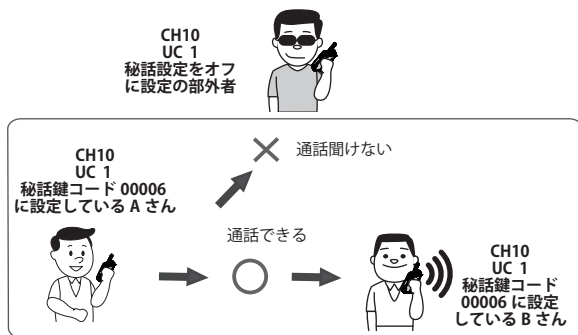 CH10
UC 1
秘話設定をオフ
に設定の部外者
通話聞けない
CH10
UC 1
秘話鍵コード 00006
に設定している A さん
通話できる
CH10
UC 1
秘話鍵コード
00006 に設定
している B さん